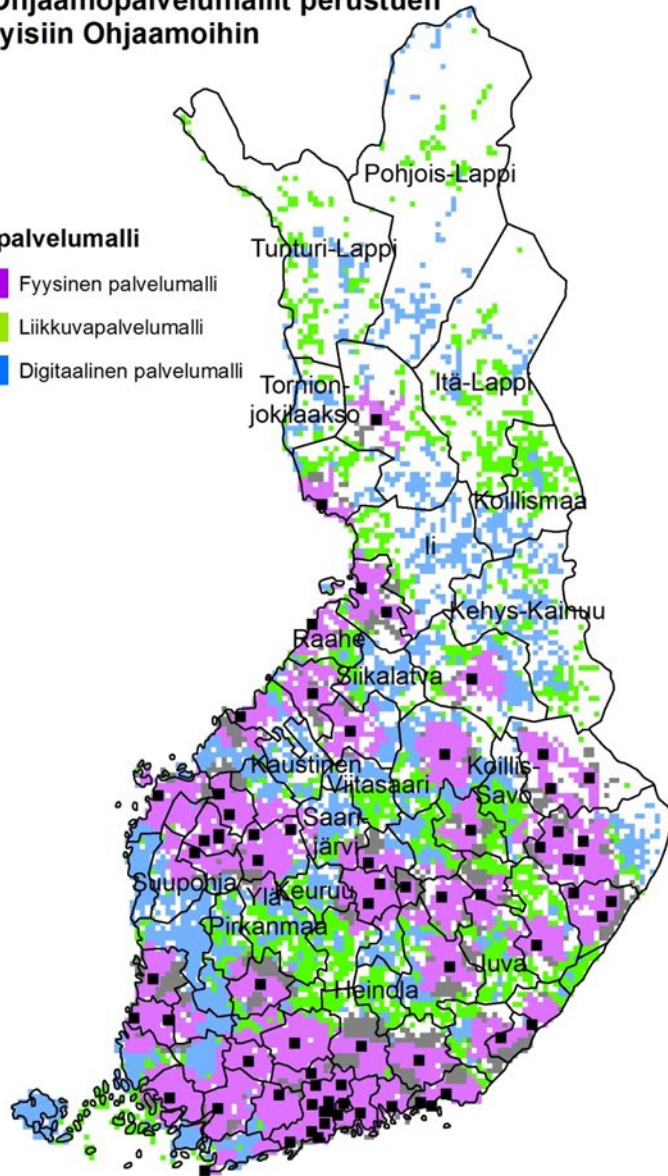 Ohjaamopalvelumallit perustuen
yisiin Ohjaamoihin
Pohjois-Lappi
palvelumalli
Tunturi-Lappi
Fyysinen palvelumalli
Liikkuvapalvelumalli
Digitaalinen palvelumalli
Tornion-
jokilaakso
Itä-Lappi
Koillismaa
Ii
Kehys-Kainuu
Raahe
Siikalatva
Kaustinen
Viitasaari
Koillis-
Savo
Saari-
järvi
Suupohja
Keuruu
Ylä-
Pirkanmaa
Juva
Heinola